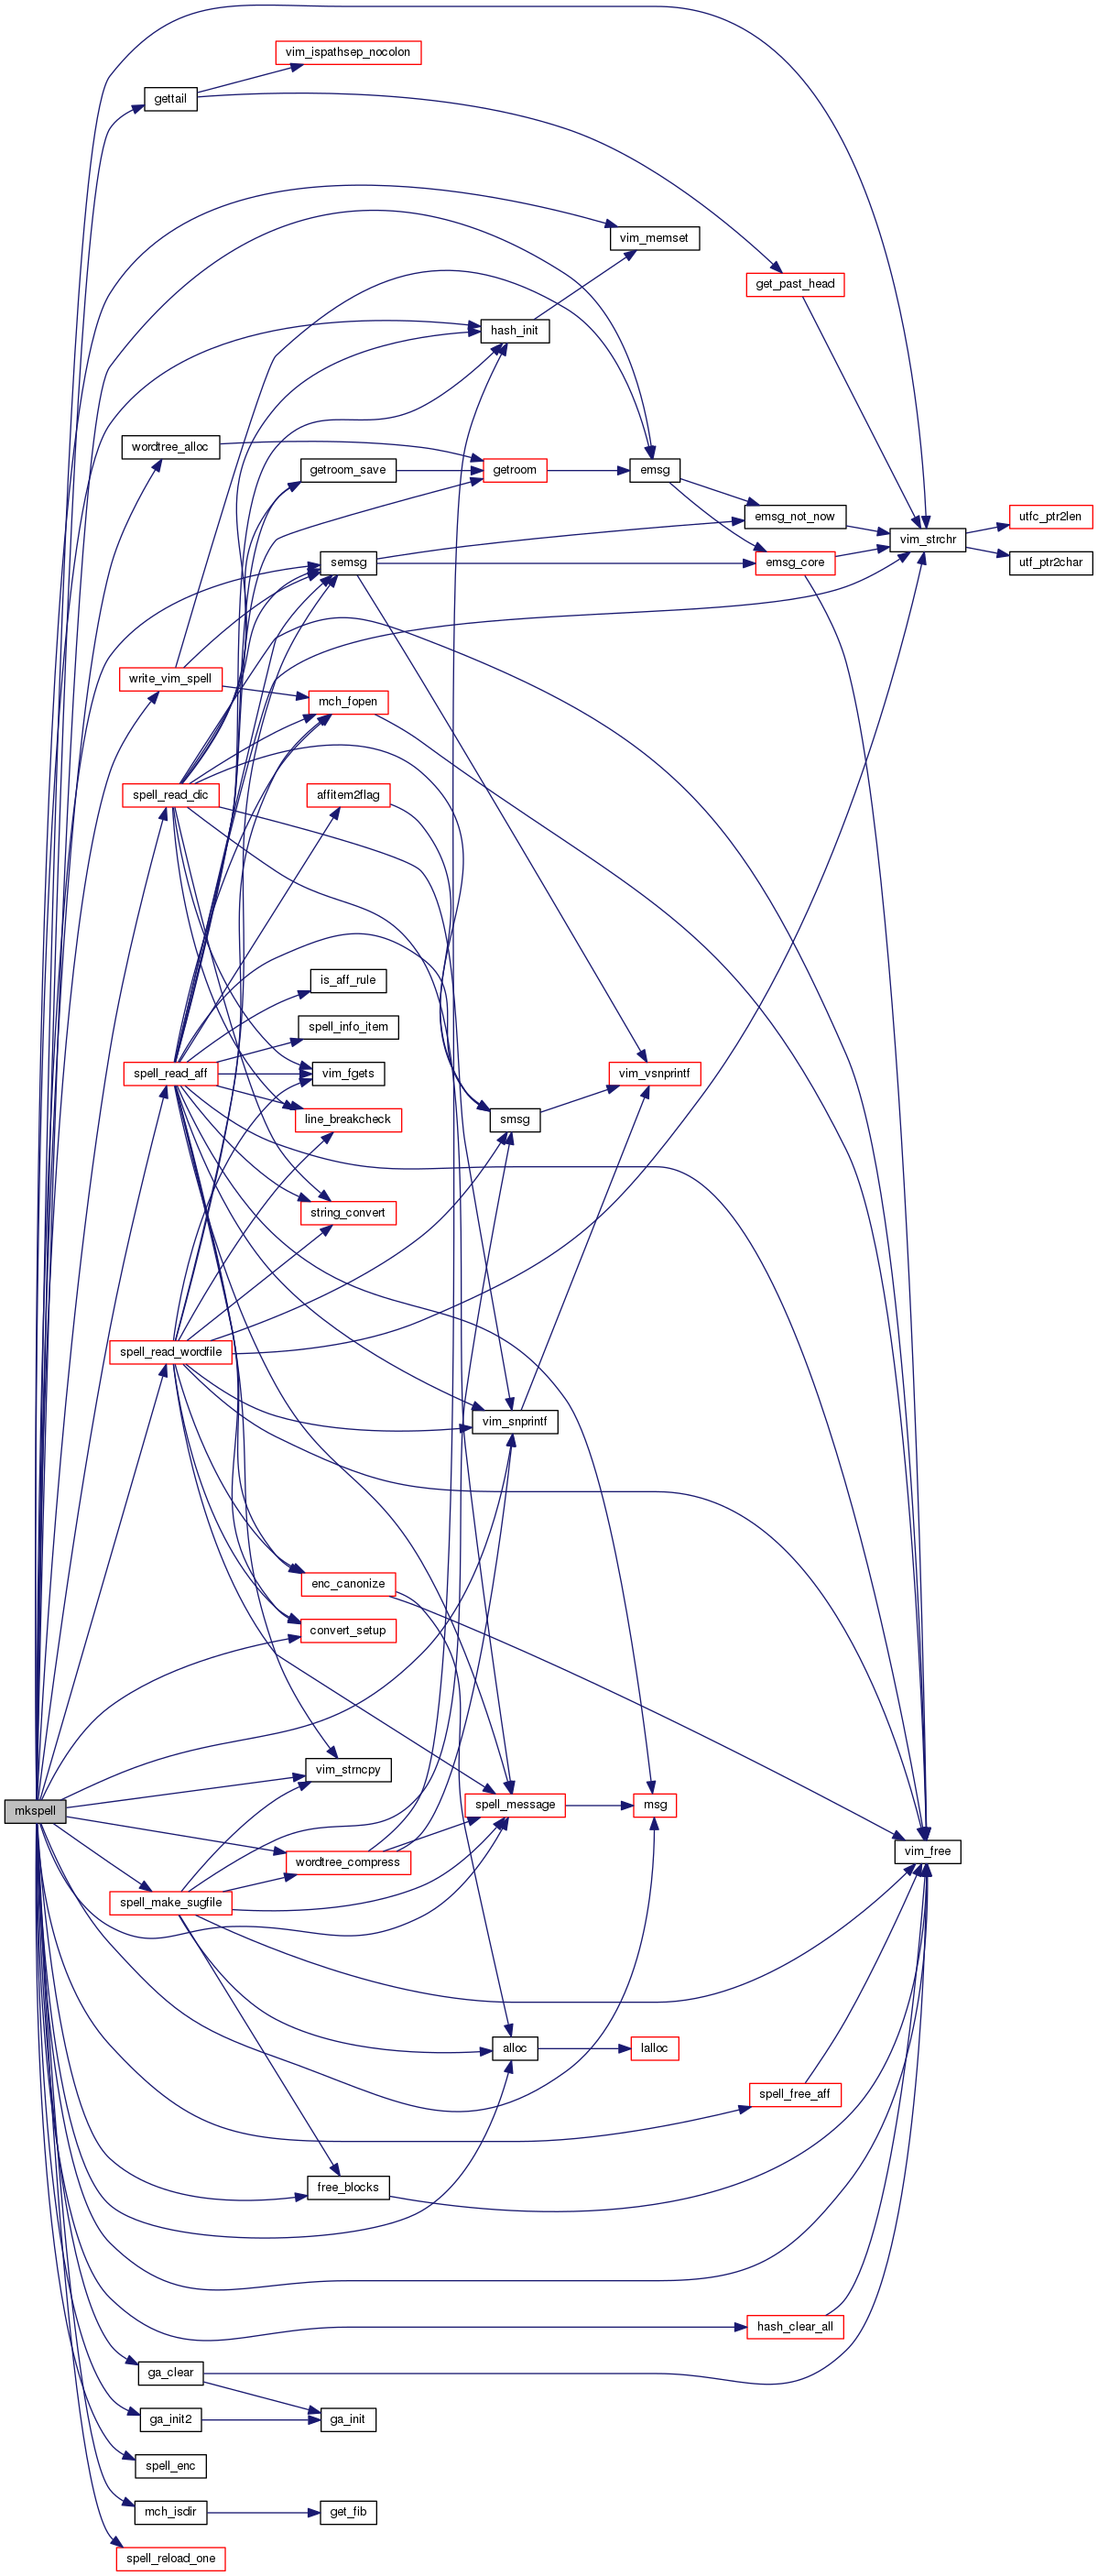 vim_ispathsep_nocolon
gettail
vim_memset
get_past_head
hash_init
wordtree_alloc
getroom_save
getroom
emsg
emsg_not_now
utfc_ptr2len
vim_strchr
semsg
emsg_core
utf_ptr2char
write_vim_spell
mch_fopen
spell_read_dic
affitem2flag
is_aff_rule
spell_info_item
spell_read_aff
vim_fgets
vim_vsnprintf
line_breakcheck
smsg
string_convert
spell_read_wordfile
vim_snprintf
enc_canonize
convert_setup
vim_strncpy
mkspell
spell_message
msg
vim_free
wordtree_compress
spell_make_sugfile
alloc
lalloc
spell_free_aff
free_blocks
hash_clear_all
ga_clear
ga_init2
ga_init
spell_enc
mch_isdir
get_fib
spell_reload_one